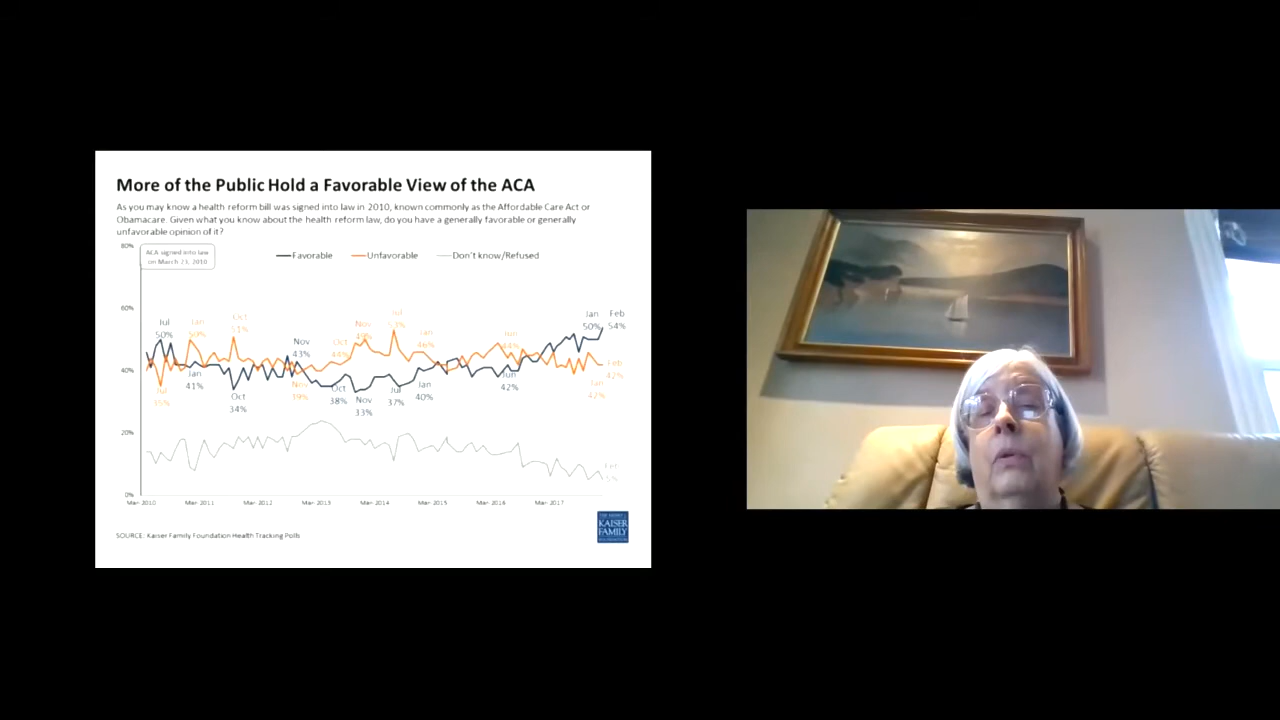 More of the Public Hold a Favorable View of the ACA
As you may know a health reform bill was signed into law in 2010, known commonly as the Affordable Care Act or
Obamacare. Given what you know about the health reform law, do you have a generally favorable or generally
unfavorable opinion of it?
80%
ACA signed into law
on March 23, 2010
Favorable
Unfavorable
Don't know/Refused
60%
Jul
50%
Jan
50%
Oct
51%
Nov
43%
Oct
44%
Nov
49%
Jul
53%
Jan
46%
Jun
44%
Jan
50%
Feb
54%
40%
Jul
35%
Jan
41%
Oct
34%
Nov
39%
Oct
38%
Nov
33%
Jul
37%
Jan
40%
Jun
42%
Jan
42%
Feb
42%
20%
Feb
5%
0%
Mar 2010
Mar 2011
Mar 2012
Mar 2013
Mar 2014
Mar 2015
Mar 2016
Mar 2017
SOURCE: Kaiser Family Foundation Health Tracking Polls
KAISER
FAMILY